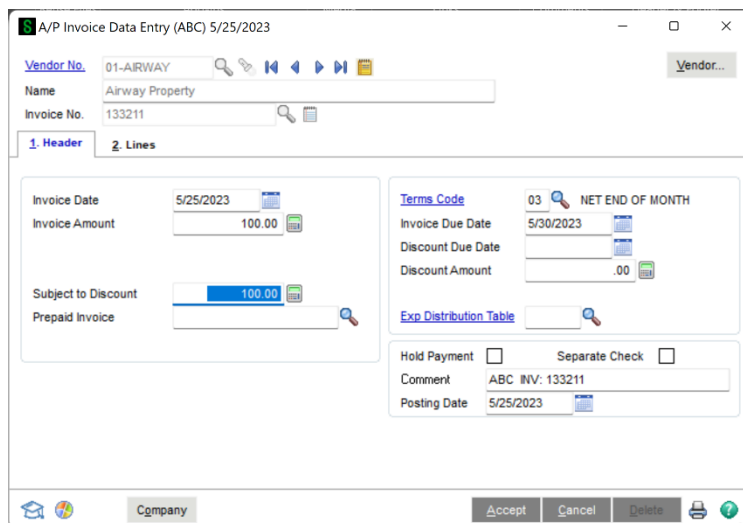 S A/P Invoice Data Entry (ABC) 5/25/2023
Vendor No. 01-AIRWAY Vendor...
Name Airway Property
Invoice No. 133211
1. Header 2. Lines
Invoice Date 5/25/2023 Terms Code 03 NET END OF MONTH
Invoice Amount 100.00 Invoice Due Date 5/30/2023
Discount Due Date
Discount Amount .00
Subject to Discount 100.00
Prepaid Invoice Exp Distribution Table
Hold Payment Separate Check
Comment ABC INV: 133211
Posting Date 5/25/2023
Company Accept Cancel Delete ?